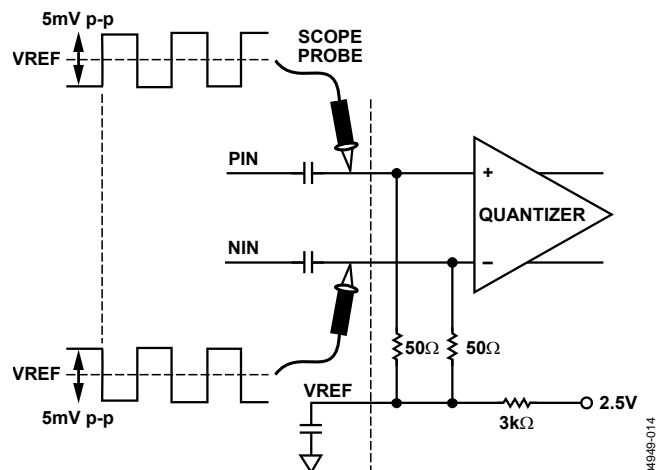 5mV p-p
VREF
SCOPE
PROBE
PIN
+
QUANTIZER
NIN
−
50Ω
50Ω
VREF
5mV p-p
VREF
3kΩ
2.5V
04949-014